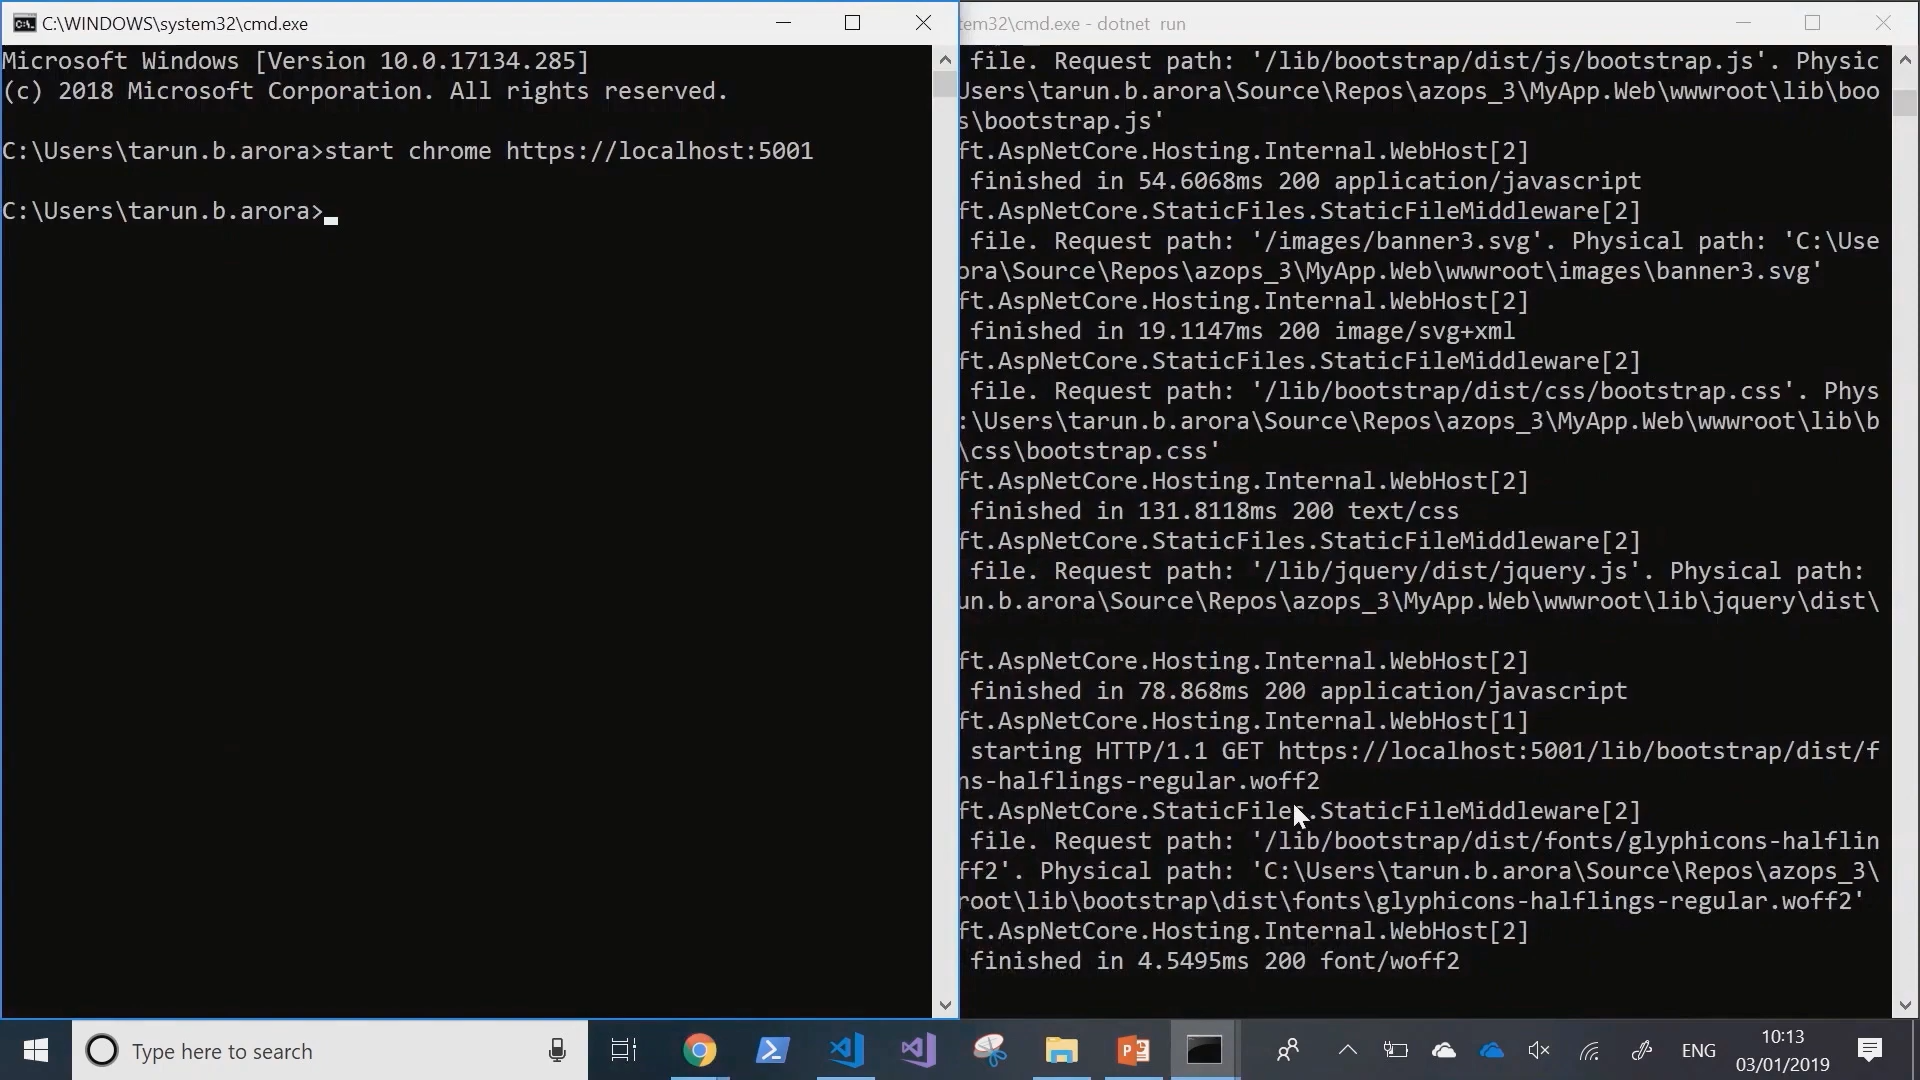 C:\WINDOWS\system32\cmd.exe
Microsoft Windows [Version 10.0.17134.285]
(c) 2018 Microsoft Corporation. All rights reserved.
C:\Users\tarun.b.arora>start chrome https://localhost:5001
C:\Users\tarun.b.arora>
tem32\cmd.exe - dotnet  run
file. Request path: '/lib/bootstrap/dist/js/bootstrap.js'. Physic
Users\tarun.b.arora\Source\Repos\azops_3\MyApp.Web\wwwroot\lib\boo
s\bootstrap.js'
ft.AspNetCore.Hosting.Internal.WebHost[2]
finished in 54.6068ms 200 application/javascript
ft.AspNetCore.StaticFiles.StaticFileMiddleware[2]
file. Request path: '/images/banner3.svg'. Physical path: 'C:\Use
ora\Source\Repos\azops_3\MyApp.Web\wwwroot\images\banner3.svg'
ft.AspNetCore.Hosting.Internal.WebHost[2]
finished in 19.1147ms 200 image/svg+xml
ft.AspNetCore.StaticFiles.StaticFileMiddleware[2]
file. Request path: '/lib/bootstrap/dist/css/bootstrap.css'. Phys
:\Users\tarun.b.arora\Source\Repos\azops_3\MyApp.Web\wwwroot\lib\b
\css\bootstrap.css'
ft.AspNetCore.Hosting.Internal.WebHost[2]
finished in 131.8118ms 200 text/css
ft.AspNetCore.StaticFiles.StaticFileMiddleware[2]
file. Request path: '/lib/jquery/dist/jquery.js'. Physical path:
un.b.arora\Source\Repos\azops_3\MyApp.Web\wwwroot\lib\jquery\dist\
ft.AspNetCore.Hosting.Internal.WebHost[2]
finished in 78.868ms 200 application/javascript
ft.AspNetCore.Hosting.Internal.WebHost[1]
starting HTTP/1.1 GET https://localhost:5001/lib/bootstrap/dist/f
ns-halflings-regular.woff2
ft.AspNetCore.StaticFiles.StaticFileMiddleware[2]
file. Request path: '/lib/bootstrap/dist/fonts/glyphicons-halflin
ff2'. Physical path: 'C:\Users\tarun.b.arora\Source\Repos\azops_3\
root\lib\bootstrap\dist\fonts\glyphicons-halflings-regular.woff2'
ft.AspNetCore.Hosting.Internal.WebHost[2]
finished in 4.5495ms 200 font/woff2
Type here to search
ENG
10:13
03/01/2019